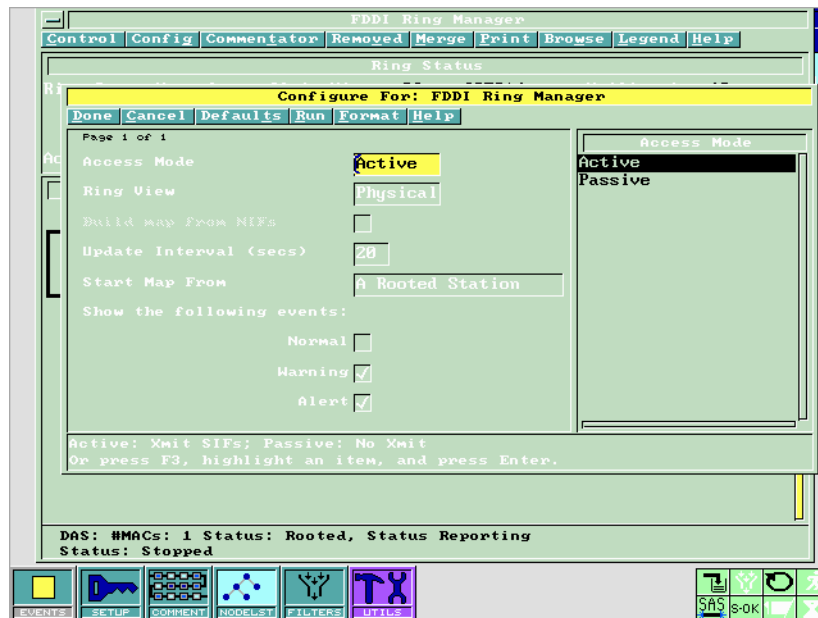 FDDI Ring Manager
Control Config Commentator Removed Merge Print Browse Legend Help
Ring Status
Configure For: FDDI Ring Manager
Done Cancel Defaults Run Format Help
Page 1 of 1
Access Mode Active
Ring View Physical
Build map from NIFs
Update Interval (secs) 20
Start Map From A Rooted Station
Show the following events:
Normal
Warning
Alert
Access Mode
Active
Passive
Active: Xmit SIFs; Passive: No Xmit
Or press F3, highlight an item, and press Enter.
DAS: #MACs: 1 Status: Rooted, Status Reporting
Status: Stopped
EVENTS SETUP COMMENT NODELST FILTERS UTILS
SAS S-OK